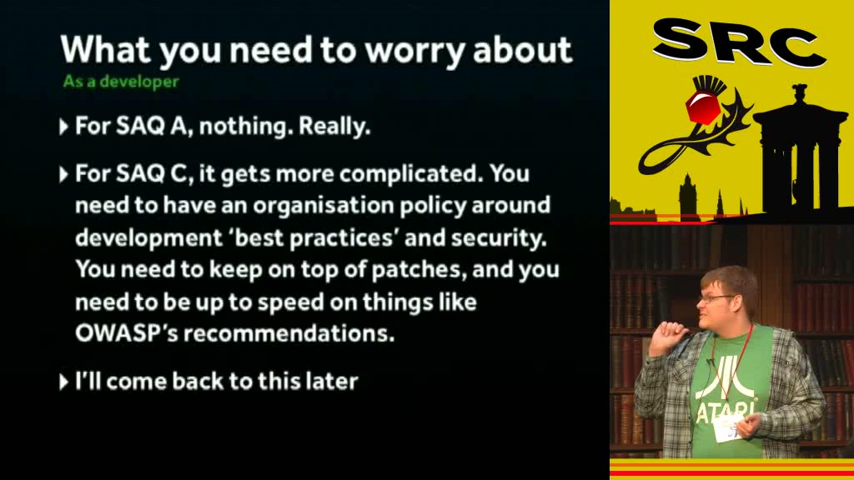 What you need to worry about
As a developer
For SAQ A, nothing. Really.
For SAQ C, it gets more complicated. You
need to have an organisation policy around
development ‘best practices’ and security.
You need to keep on top of patches, and you
need to be up to speed on things like
OWASP's recommendations.
I'll come back to this later
SRC
ATARI